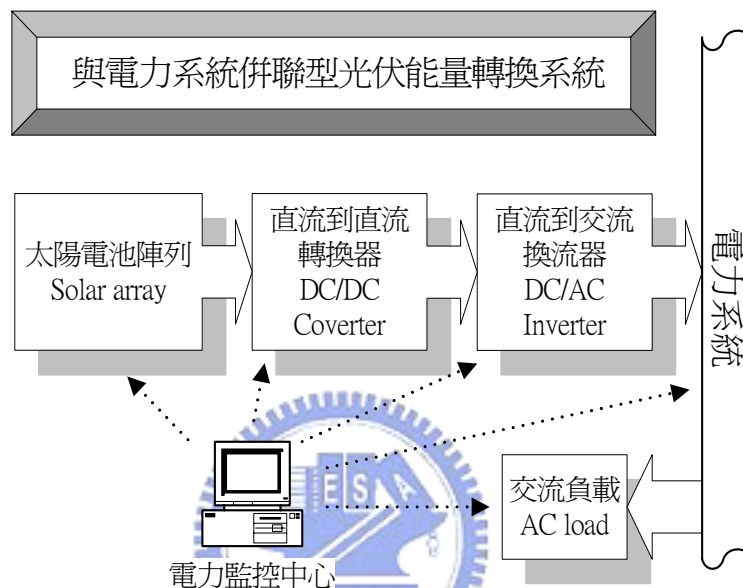 與電力系統併聯型光伏能量轉換系統
太陽電池陣列
Solar array
直流到直流
轉換器
DC/DC
Coverter
直流到交流
換流器
DC/AC
Inverter
電力系統
交流負載
AC load
電力監控中心
ESA